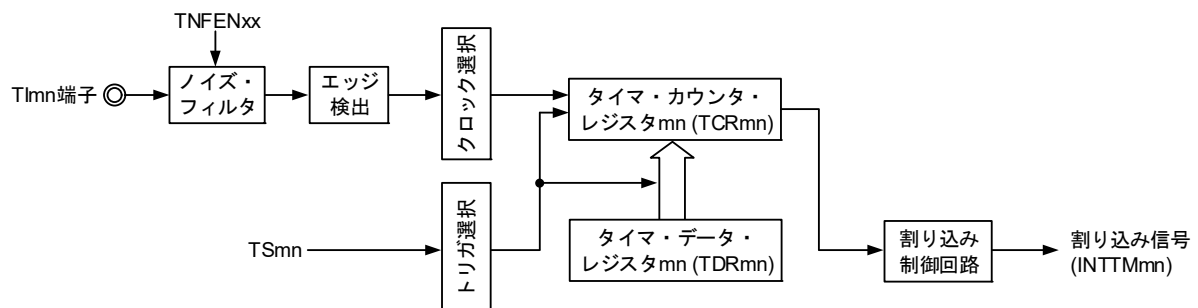 TNFENxx
TImn端子
ノイズ・
フィルタ
エッジ
検出
クロック選択
タイマ・カウンタ・
レジスタmn (TCRmn)
TSmn
トリガ選択
タイマ・データ・
レジスタmn (TDRmn)
割り込み
制御回路
割り込み信号
(INTTMmn)